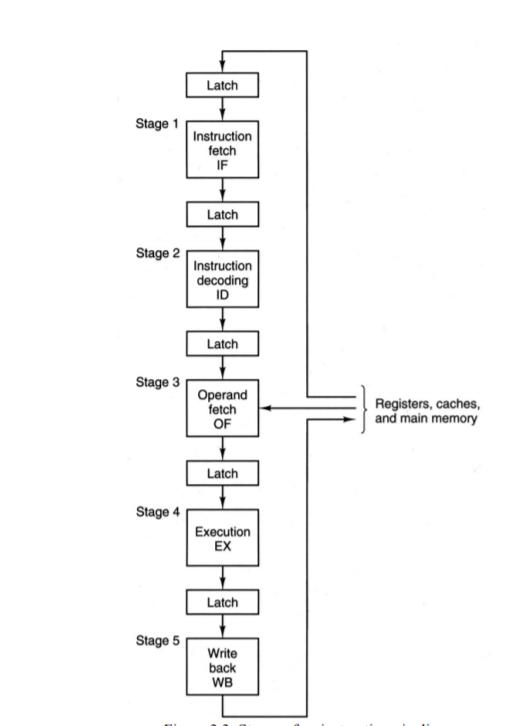 Latch
Stage 1
Instruction
fetch
IF
Latch
Stage 2
Instruction
decoding
ID
Latch
Stage 3
Operand
fetch
OF
Registers, caches,
and main memory
Latch
Stage 4
Execution
EX
Latch
Stage 5
Write
back
WB